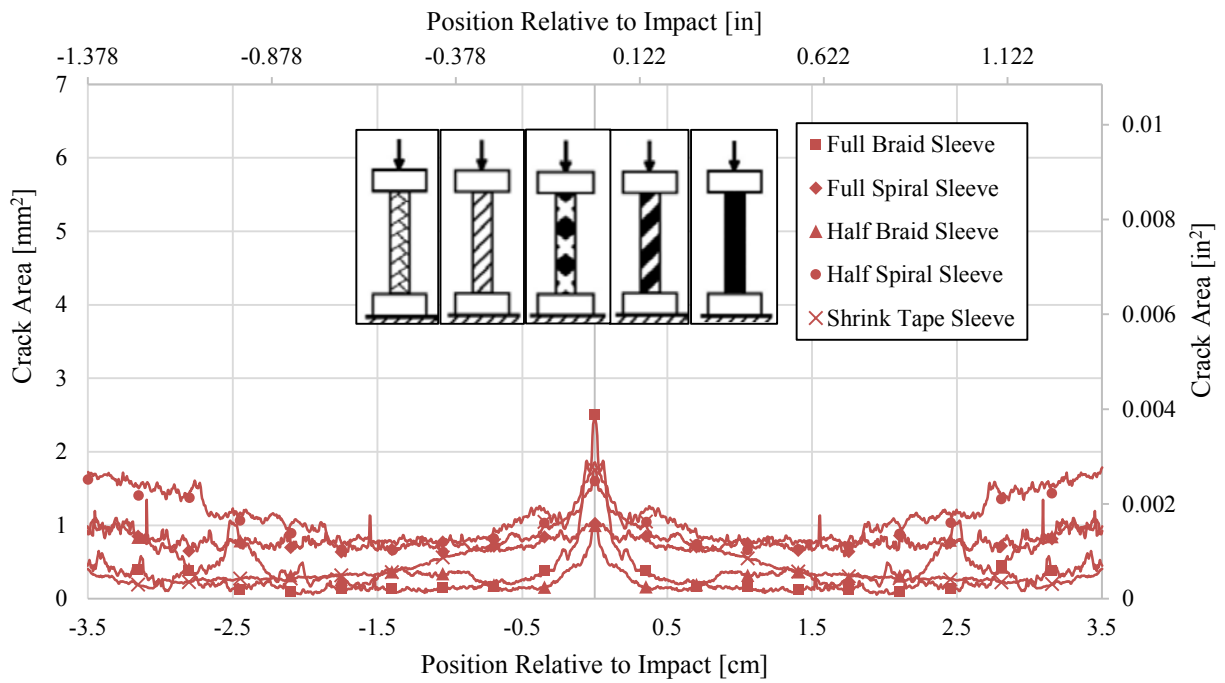 Position Relative to Impact [in]
-1.378 -0.878 -0.378 0.122 0.622 1.122
7
6
5
4
3
2
1
0
Crack Area [mm²]
Full Braid Sleeve
Full Spiral Sleeve
Half Braid Sleeve
Half Spiral Sleeve
Shrink Tape Sleeve
0.01
0.008
0.006
0.004
0.002
0
Crack Area [in²]
-3.5 -2.5 -1.5 -0.5 0.5 1.5 2.5 3.5
Position Relative to Impact [cm]